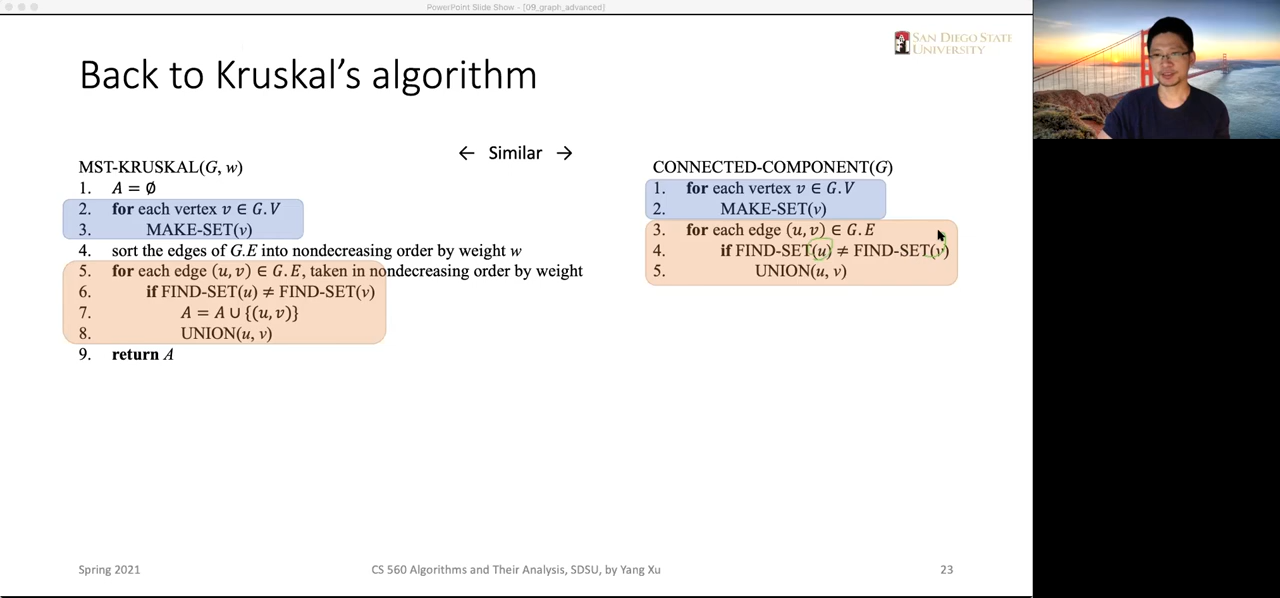 PowerPoint Slide Show - [09_graph_advanced]
SAN DIEGO STATE
UNIVERSITY
Back to Kruskal's algorithm
← Similar →
MST-KRUSKAL(G, w)
1. A = ∅
2. for each vertex v ∈ G.V
3. MAKE-SET(v)
4. sort the edges of G.E into nondecreasing order by weight w
5. for each edge (u, v) ∈ G.E, taken in nondecreasing order by weight
6. if FIND-SET(u) ≠ FIND-SET(v)
7. A = A ∪ {(u, v)}
8. UNION(u, v)
9. return A
CONNECTED-COMPONENT(G)
1. for each vertex v ∈ G.V
2. MAKE-SET(v)
3. for each edge (u, v) ∈ G.E
4. if FIND-SET(u) ≠ FIND-SET(v)
5. UNION(u, v)
Spring 2021
CS 560 Algorithms and Their Analysis, SDSU, by Yang Xu
23